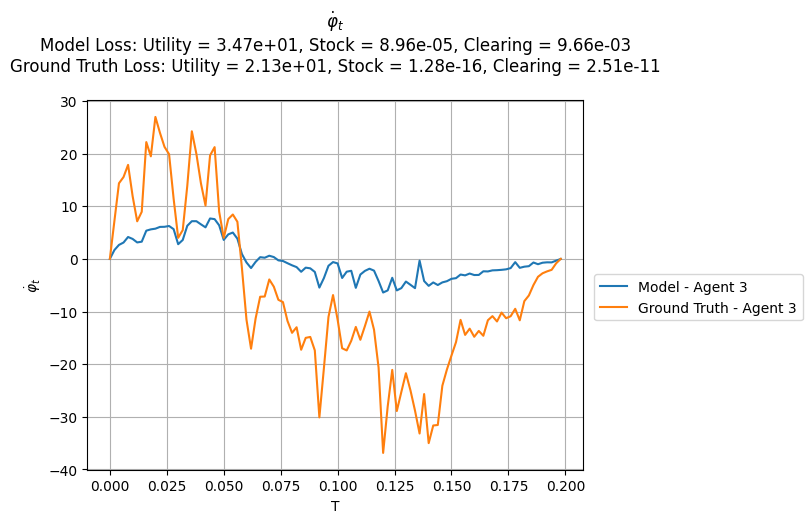 φ̇ₜ
Model Loss: Utility = 3.47e+01, Stock = 8.96e-05, Clearing = 9.66e-03
Ground Truth Loss: Utility = 2.13e+01, Stock = 1.28e-16, Clearing = 2.51e-11
30
20
10
0
−10
−20
−30
−40
φ̇ₜ
0.000 0.025 0.050 0.075 0.100 0.125 0.150 0.175 0.200
T
Model - Agent 3
Ground Truth - Agent 3